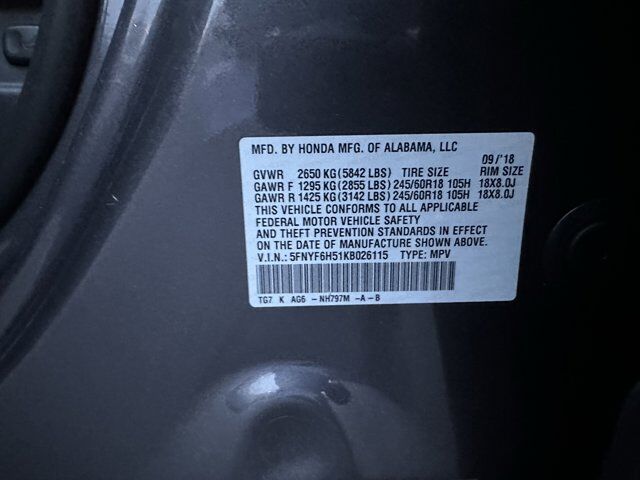 MFD. BY HONDA MFG. OF ALABAMA, LLC
09/'18
GVWR 2650 KG (5842 LBS) TIRE SIZE RIM SIZE
GAWR F 1295 KG (2855 LBS) 245/60R18 105H 18X8.0J
GAWR R 1425 KG (3142 LBS) 245/60R18 105H 18X8.0J
THIS VEHICLE CONFORMS TO ALL APPLICABLE
FEDERAL MOTOR VEHICLE SAFETY
AND THEFT PREVENTION STANDARDS IN EFFECT
ON THE DATE OF MANUFACTURE SHOWN ABOVE.
V.I.N.: 5FNYF6H51KB026115 TYPE: MPV
TG7 K AG6 -NH797M -A-B